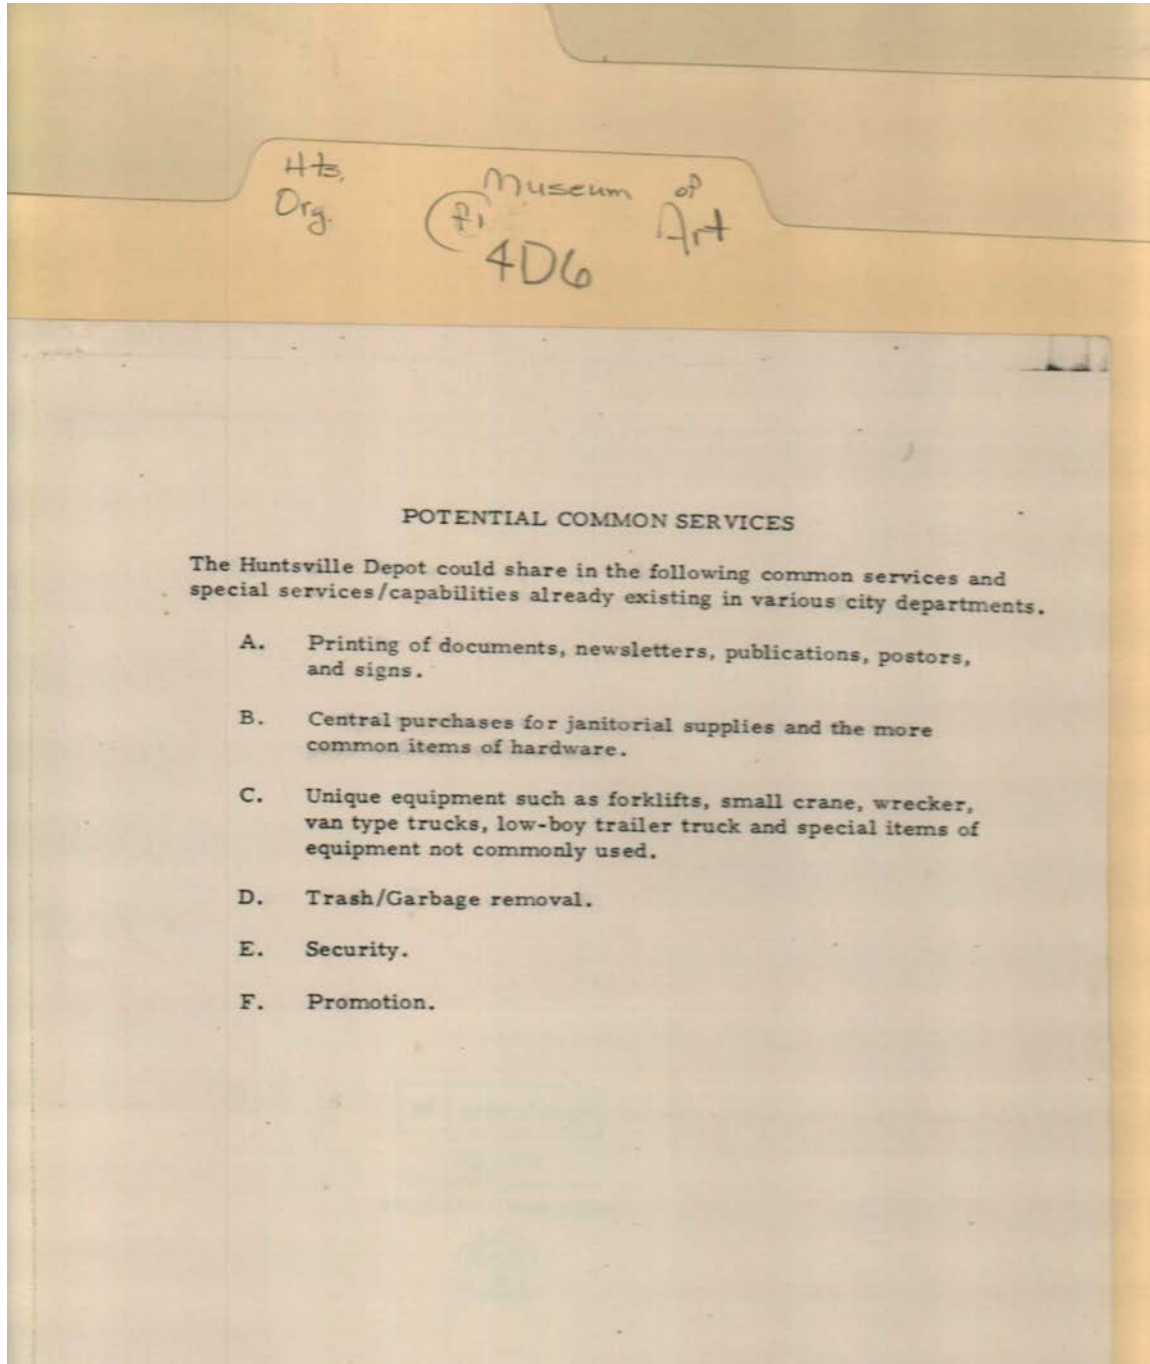 Hts. Museum of
Org. Art
4D6
POTENTIAL COMMON SERVICES
The Huntsville Depot could share in the following common services and
special services/capabilities already existing in various city departments.
A. Printing of documents, newsletters, publications, postors,
and signs.
B. Central purchases for janitorial supplies and the more
common items of hardware.
C. Unique equipment such as forklifts, small crane, wrecker,
van type trucks, low-boy trailer truck and special items of
equipment not commonly used.
D. Trash/Garbage removal.
E. Security.
F. Promotion.